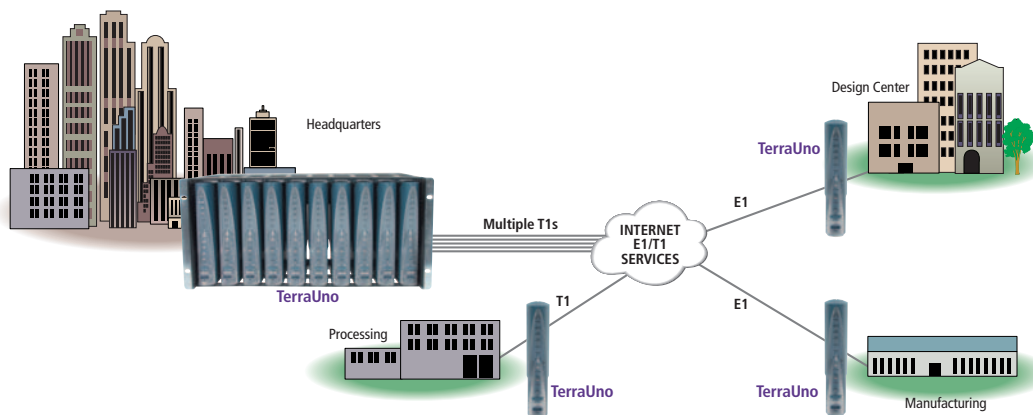 Design Center
Headquarters
TerraUno
E1
Multiple T1s
INTERNET
E1/T1
SERVICES
TerraUno
T1
E1
Processing
TerraUno
TerraUno
Manufacturing